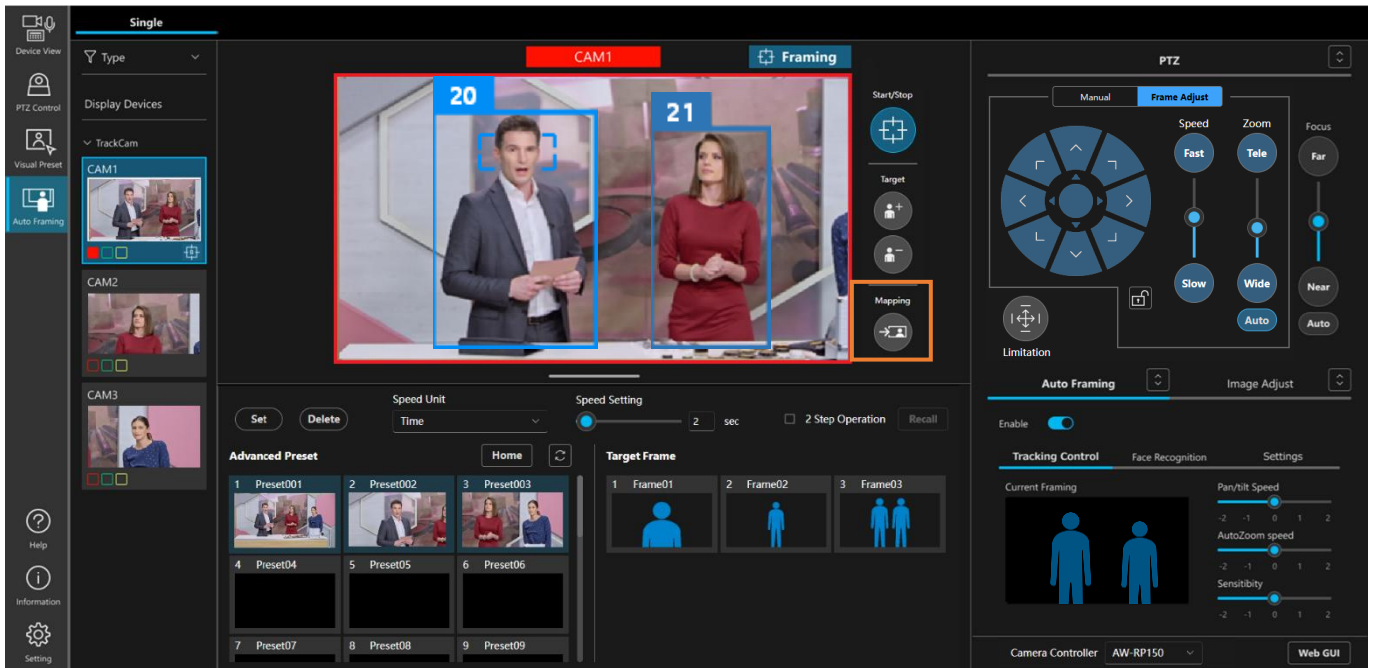 Device View
PTZ Control
Visual Preset
Auto Framing
Help
Information
Setting
Single
Type
Display Devices
TrackCam
CAM1
CAM2
CAM3
CAM1
Framing
20
21
Start/Stop
Target
Mapping
Set
Delete
Speed Unit
Time
Speed Setting
2 sec
2 Step Operation
Recall
Advanced Preset
Home
1 Preset001
2 Preset002
3 Preset003
4 Preset04
5 Preset05
6 Preset06
7 Preset07
8 Preset08
9 Preset09
Target Frame
1 Frame01
2 Frame02
3 Frame03
PTZ
Manual
Frame Adjust
Speed
Fast
Slow
Zoom
Tele
Wide
Auto
Focus
Far
Near
Auto
Limitation
Auto Framing
Image Adjust
Enable
Tracking Control
Face Recognition
Settings
Current Framing
Pan/tilt Speed
-2 -1 0 1 2
AutoZoom speed
-2 -1 0 1 2
Sensitibity
-2 -1 0 1 2
Camera Controller
AW-RP150
Web GUI